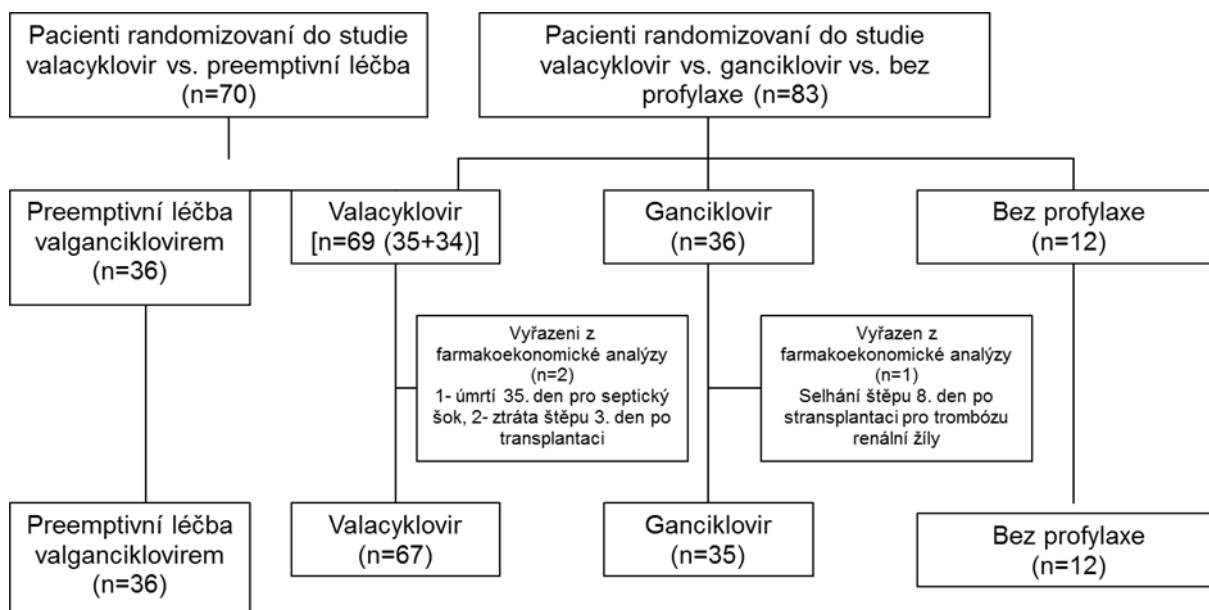 Pacienti randomizovaní do studie
valacyklovir vs. preemptivní léčba
(n=70)
Pacienti randomizovaní do studie
valacyklovir vs. ganciklovir vs. bez
profylaxe (n=83)
Preemptivní léčba
valganciklovirem
(n=36)
Valacyklovir
[n=69 (35+34)]
Ganciklovir
(n=36)
Bez profylaxe
(n=12)
Vyřazeni z
farmakoekonomické analýzy
(n=2)
1- úmrtí 35. den pro septický
šok, 2- ztráta štěpu 3. den po
transplantaci
Vyřazen z
farmakoekonomické analýzy
(n=1)
Selhání štěpu 8. den po
stransplantaci pro trombózu
renální žíly
Preemptivní léčba
valganciklovirem
(n=36)
Valacyklovir
(n=67)
Ganciklovir
(n=35)
Bez profylaxe
(n=12)